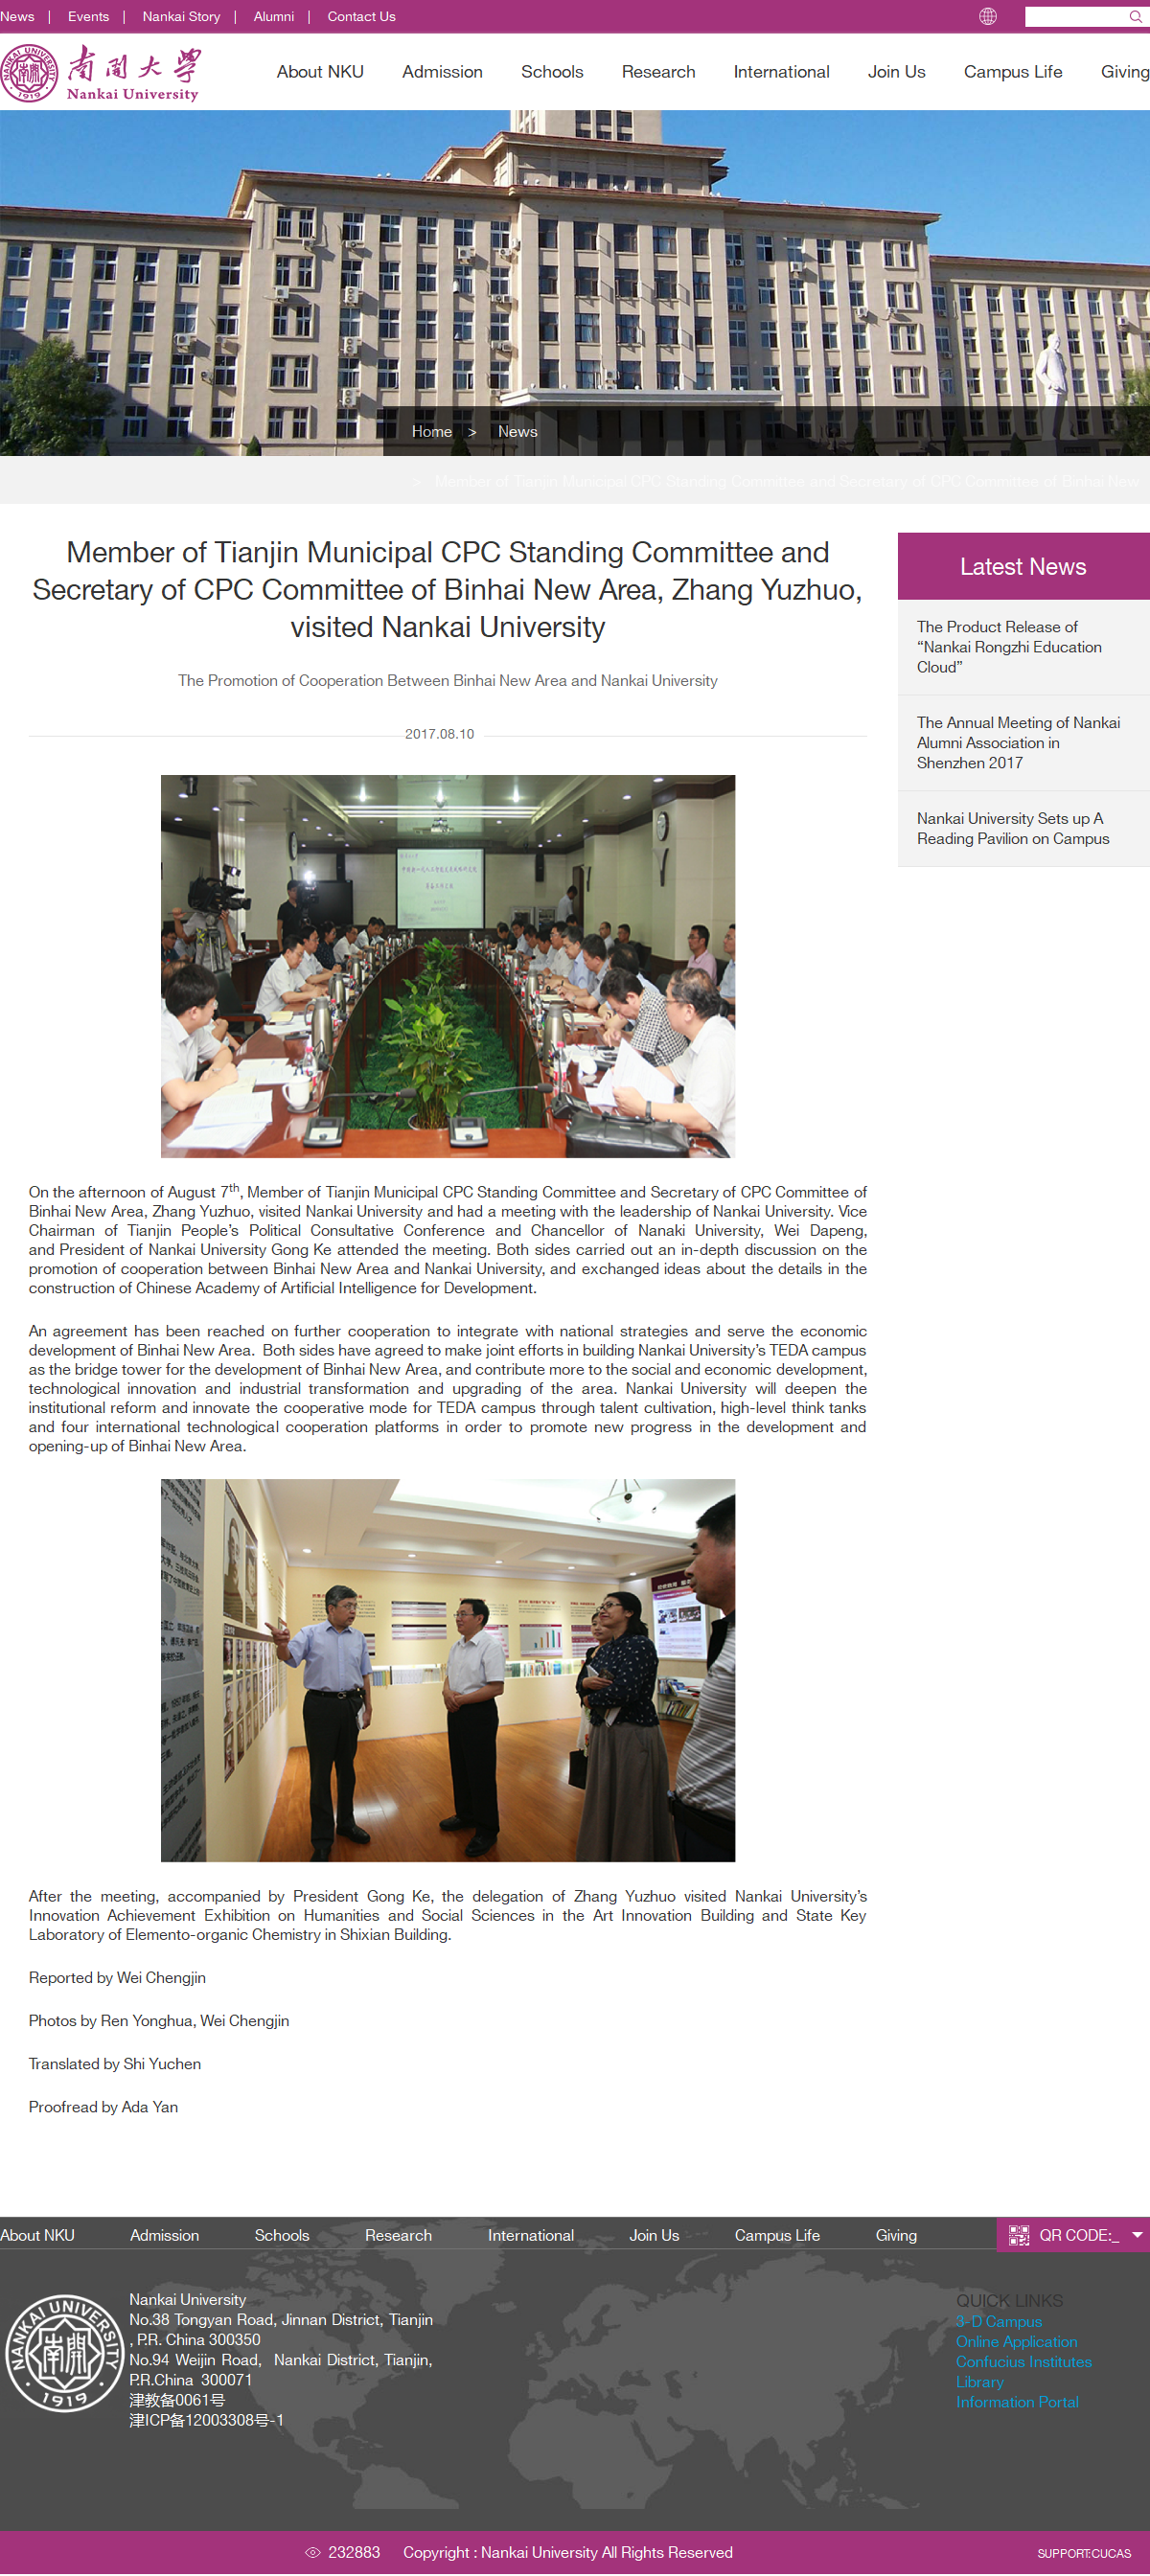 News | Events | Nankai Story | Alumni | Contact Us
南開大學
Nankai University
NANKAI UNIVERSITY
1919
About NKU Admission Schools Research International Join Us Campus Life Giving
Home > News
> Member of Tianjin Municipal CPC Standing Committee and Secretary of CPC Committee of Binhai New
Member of Tianjin Municipal CPC Standing Committee and
Secretary of CPC Committee of Binhai New Area, Zhang Yuzhuo,
visited Nankai University
The Promotion of Cooperation Between Binhai New Area and Nankai University
2017.08.10
On the afternoon of August 7th, Member of Tianjin Municipal CPC Standing Committee and Secretary of CPC Committee of
Binhai New Area, Zhang Yuzhuo, visited Nankai University and had a meeting with the leadership of Nankai University. Vice
Chairman of Tianjin People’s Political Consultative Conference and Chancellor of Nanaki University, Wei Dapeng,
and President of Nankai University Gong Ke attended the meeting. Both sides carried out an in-depth discussion on the
promotion of cooperation between Binhai New Area and Nankai University, and exchanged ideas about the details in the
construction of Chinese Academy of Artificial Intelligence for Development.
An agreement has been reached on further cooperation to integrate with national strategies and serve the economic
development of Binhai New Area. Both sides have agreed to make joint efforts in building Nankai University’s TEDA campus
as the bridge tower for the development of Binhai New Area, and contribute more to the social and economic development,
technological innovation and industrial transformation and upgrading of the area. Nankai University will deepen the
institutional reform and innovate the cooperative mode for TEDA campus through talent cultivation, high-level think tanks
and four international technological cooperation platforms in order to promote new progress in the development and
opening-up of Binhai New Area.
After the meeting, accompanied by President Gong Ke, the delegation of Zhang Yuzhuo visited Nankai University’s
Innovation Achievement Exhibition on Humanities and Social Sciences in the Art Innovation Building and State Key
Laboratory of Elemento-organic Chemistry in Shixian Building.
Reported by Wei Chengjin
Photos by Ren Yonghua, Wei Chengjin
Translated by Shi Yuchen
Proofread by Ada Yan
Latest News
The Product Release of
“Nankai Rongzhi Education
Cloud”
The Annual Meeting of Nankai
Alumni Association in
Shenzhen 2017
Nankai University Sets up A
Reading Pavilion on Campus
About NKU Admission Schools Research International Join Us Campus Life Giving
QR CODE:_
NANKAI UNIVERSITY
南開
1919
Nankai University
No.38 Tongyan Road, Jinnan District, Tianjin
, P.R. China 300350
No.94 Weijin Road, Nankai District, Tianjin,
P.R.China 300071
津教备0061号
津ICP备12003308号-1
QUICK LINKS
3-D Campus
Online Application
Confucius Institutes
Library
Information Portal
232883 Copyright : Nankai University All Rights Reserved
SUPPORT:CUCAS